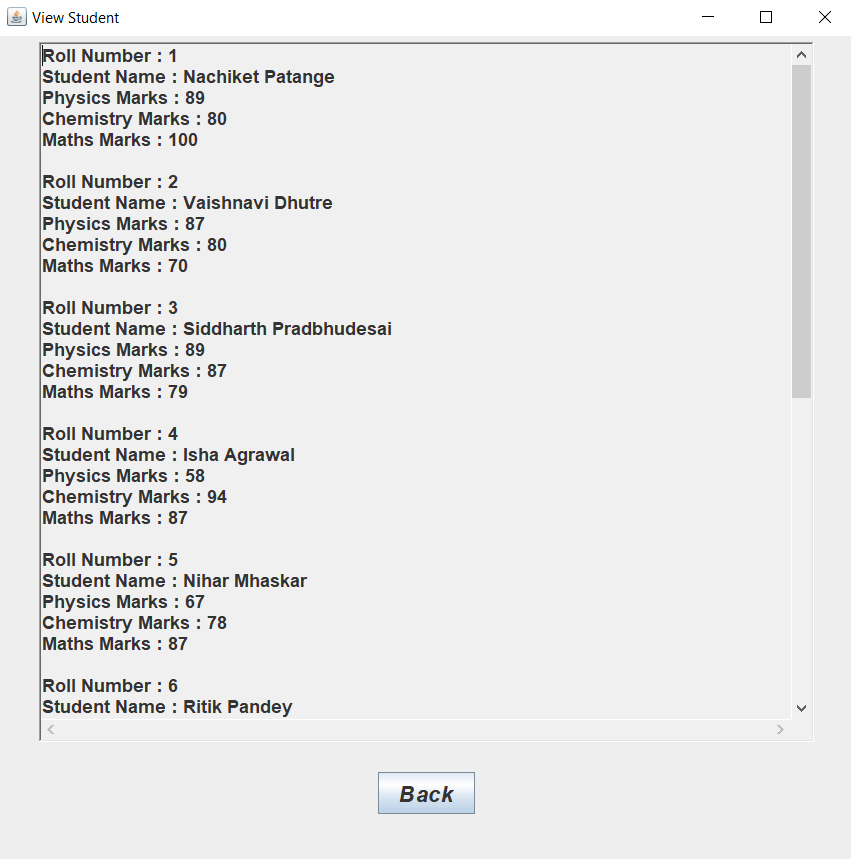 View Student
Roll Number : 1
Student Name : Nachiket Patange
Physics Marks : 89
Chemistry Marks : 80
Maths Marks : 100
Roll Number : 2
Student Name : Vaishnavi Dhutre
Physics Marks : 87
Chemistry Marks : 80
Maths Marks : 70
Roll Number : 3
Student Name : Siddharth Pradbhudesai
Physics Marks : 89
Chemistry Marks : 87
Maths Marks : 79
Roll Number : 4
Student Name : Isha Agrawal
Physics Marks : 58
Chemistry Marks : 94
Maths Marks : 87
Roll Number : 5
Student Name : Nihar Mhaskar
Physics Marks : 67
Chemistry Marks : 78
Maths Marks : 87
Roll Number : 6
Student Name : Ritik Pandey
Back